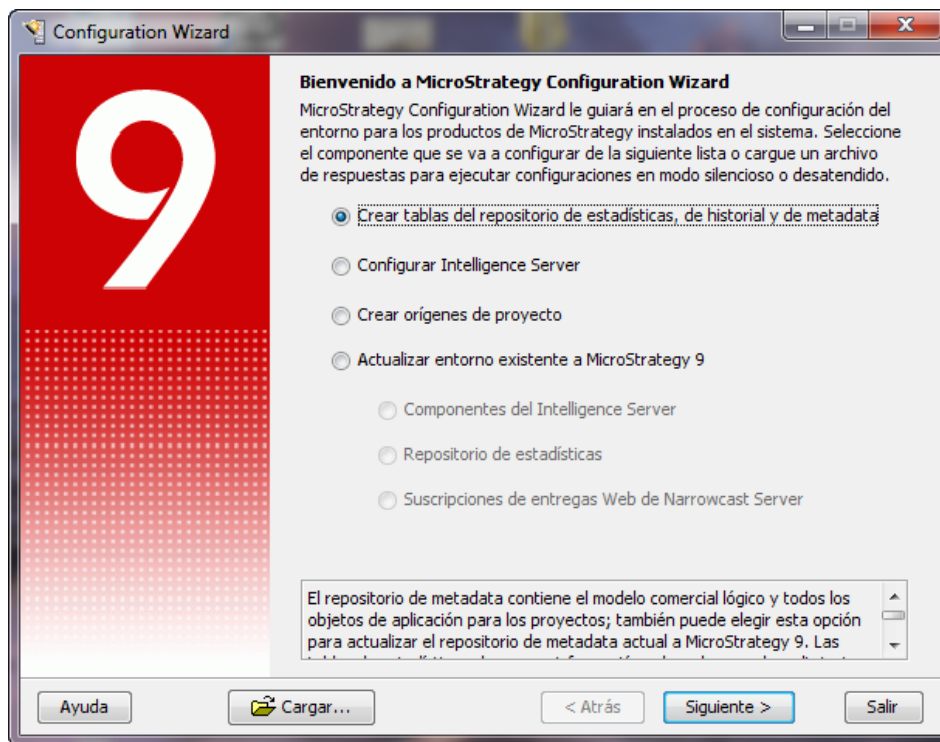 Configuration Wizard
9
Bienvenido a MicroStrategy Configuration Wizard
MicroStrategy Configuration Wizard le guiará en el proceso de configuración del
entorno para los productos de MicroStrategy instalados en el sistema. Seleccione
el componente que se va a configurar de la siguiente lista o cargue un archivo
de respuestas para ejecutar configuraciones en modo silencioso o desatendido.
Crear tablas del repositorio de estadísticas, de historial y de metadata
Configurar Intelligence Server
Crear orígenes de proyecto
Actualizar entorno existente a MicroStrategy 9
Componentes del Intelligence Server
Repositorio de estadísticas
Suscripciones de entregas Web de Narrowcast Server
El repositorio de metadata contiene el modelo comercial lógico y todos los
objetos de aplicación para los proyectos; también puede elegir esta opción
para actualizar el repositorio de metadata actual a MicroStrategy 9. Las
Ayuda
Cargar...
< Atrás
Siguiente >
Salir